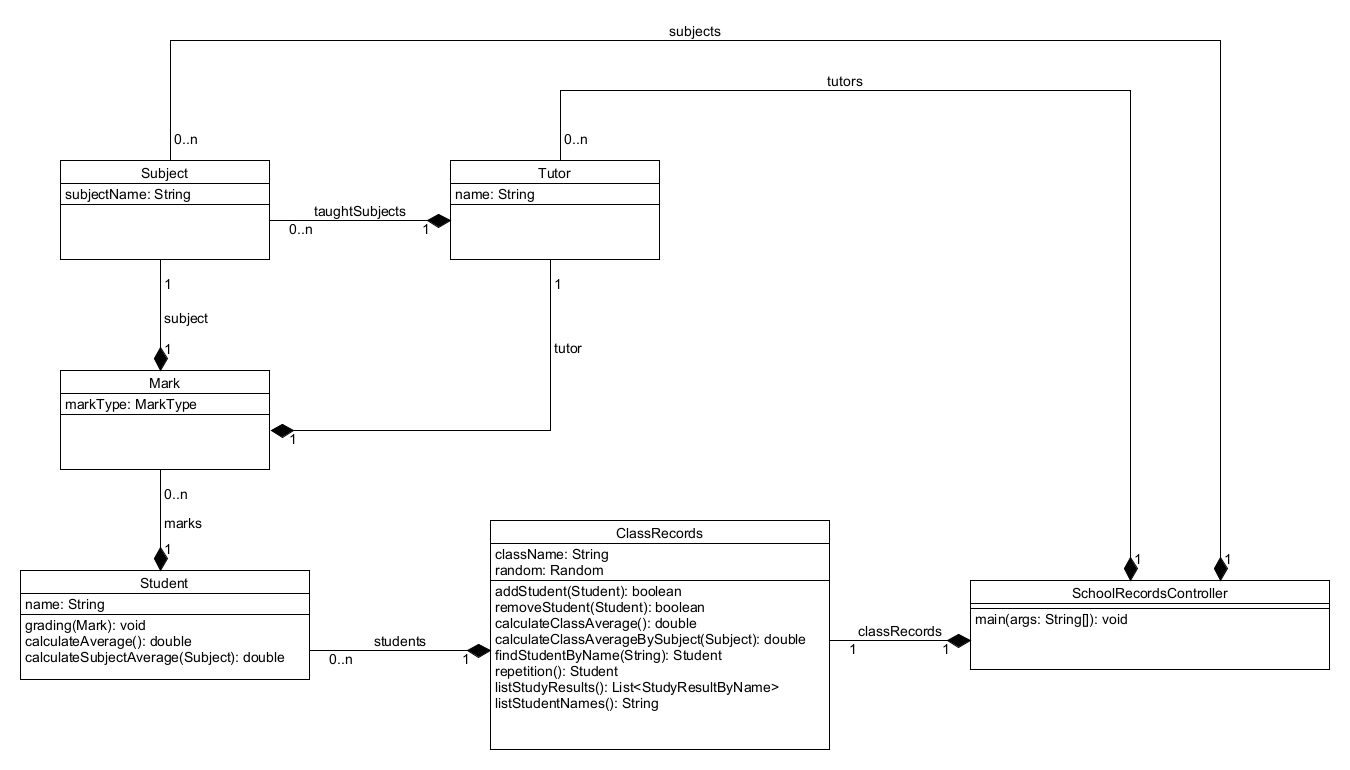 subjects
tutors
0..n
0..n
Subject
subjectName: String
Tutor
name: String
taughtSubjects
0..n
1
1
subject
1
1
tutor
Mark
markType: MarkType
1
0..n
marks
1
Student
name: String
grading(Mark): void
calculateAverage(): double
calculateSubjectAverage(Subject): double
students
0..n
1
ClassRecords
className: String
random: Random
addStudent(Student): boolean
removeStudent(Student): boolean
calculateClassAverage(): double
calculateClassAverageBySubject(Subject): double
findStudentByName(String): Student
repetition(): Student
listStudyResults(): List<StudyResultByName>
listStudentNames(): String
classRecords
1
1
1
1
SchoolRecordsController
main(args: String[]): void